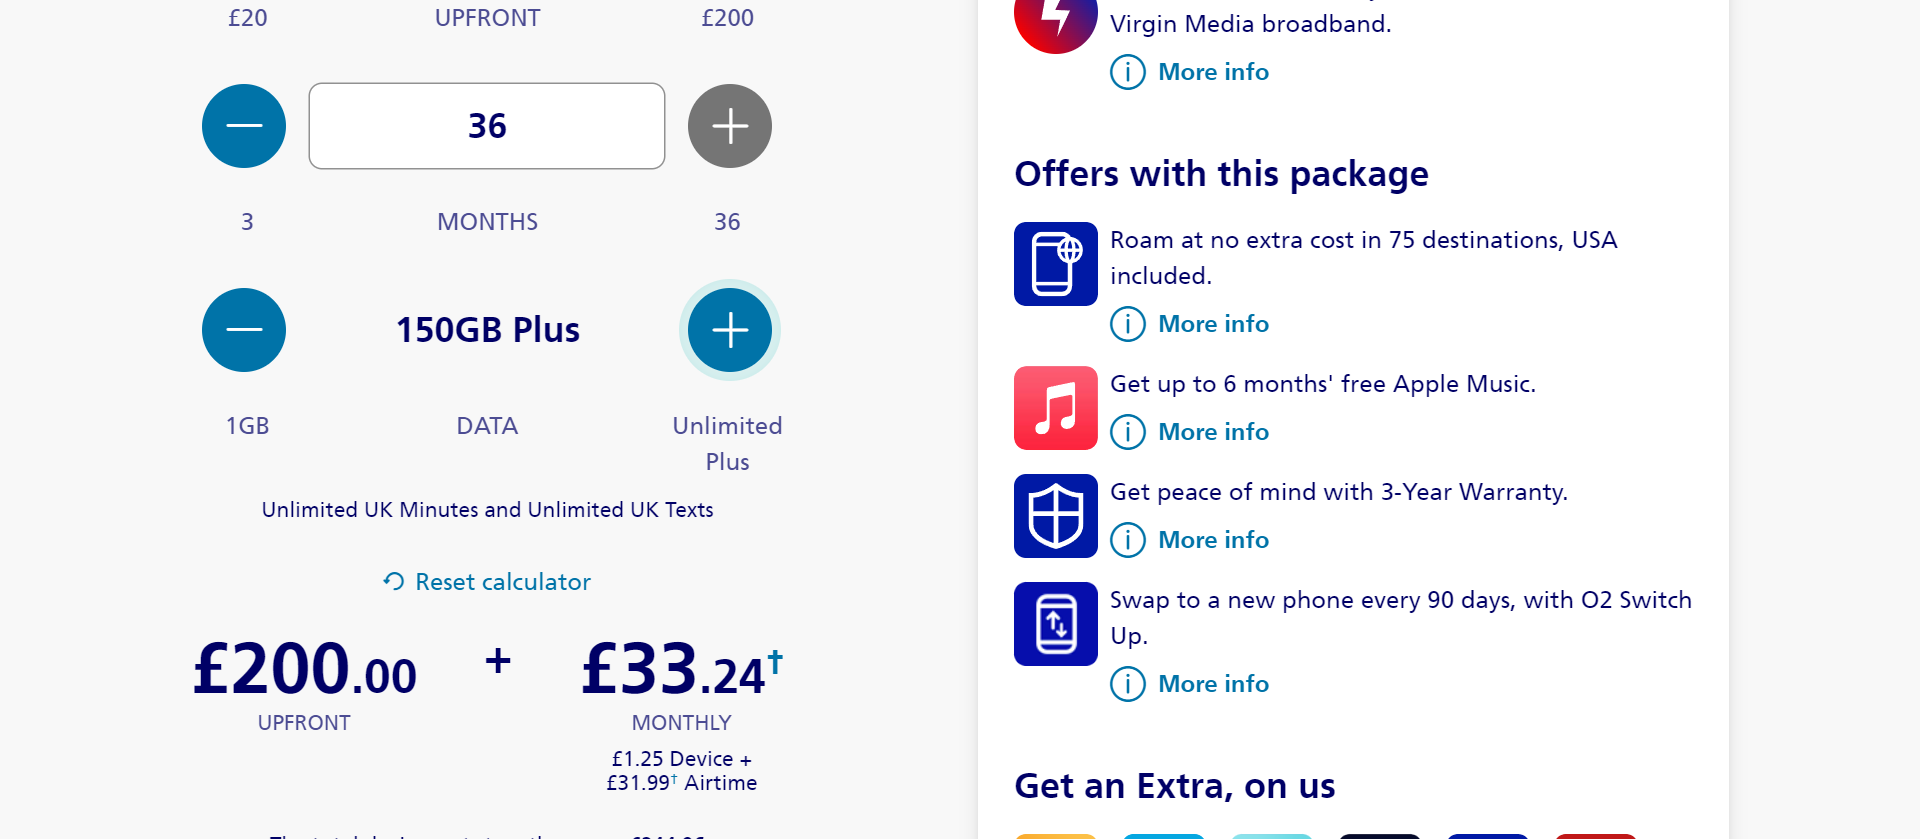 £20 UPFRONT £200
36
3 MONTHS 36
150GB Plus
1GB DATA Unlimited
Plus
Unlimited UK Minutes and Unlimited UK Texts
Reset calculator
£200.00 + £33.24†
UPFRONT MONTHLY
£1.25 Device +
£31.99† Airtime
Virgin Media broadband.
More info
Offers with this package
Roam at no extra cost in 75 destinations, USA
included.
More info
Get up to 6 months' free Apple Music.
More info
Get peace of mind with 3-Year Warranty.
More info
Swap to a new phone every 90 days, with O2 Switch
Up.
More info
Get an Extra, on us